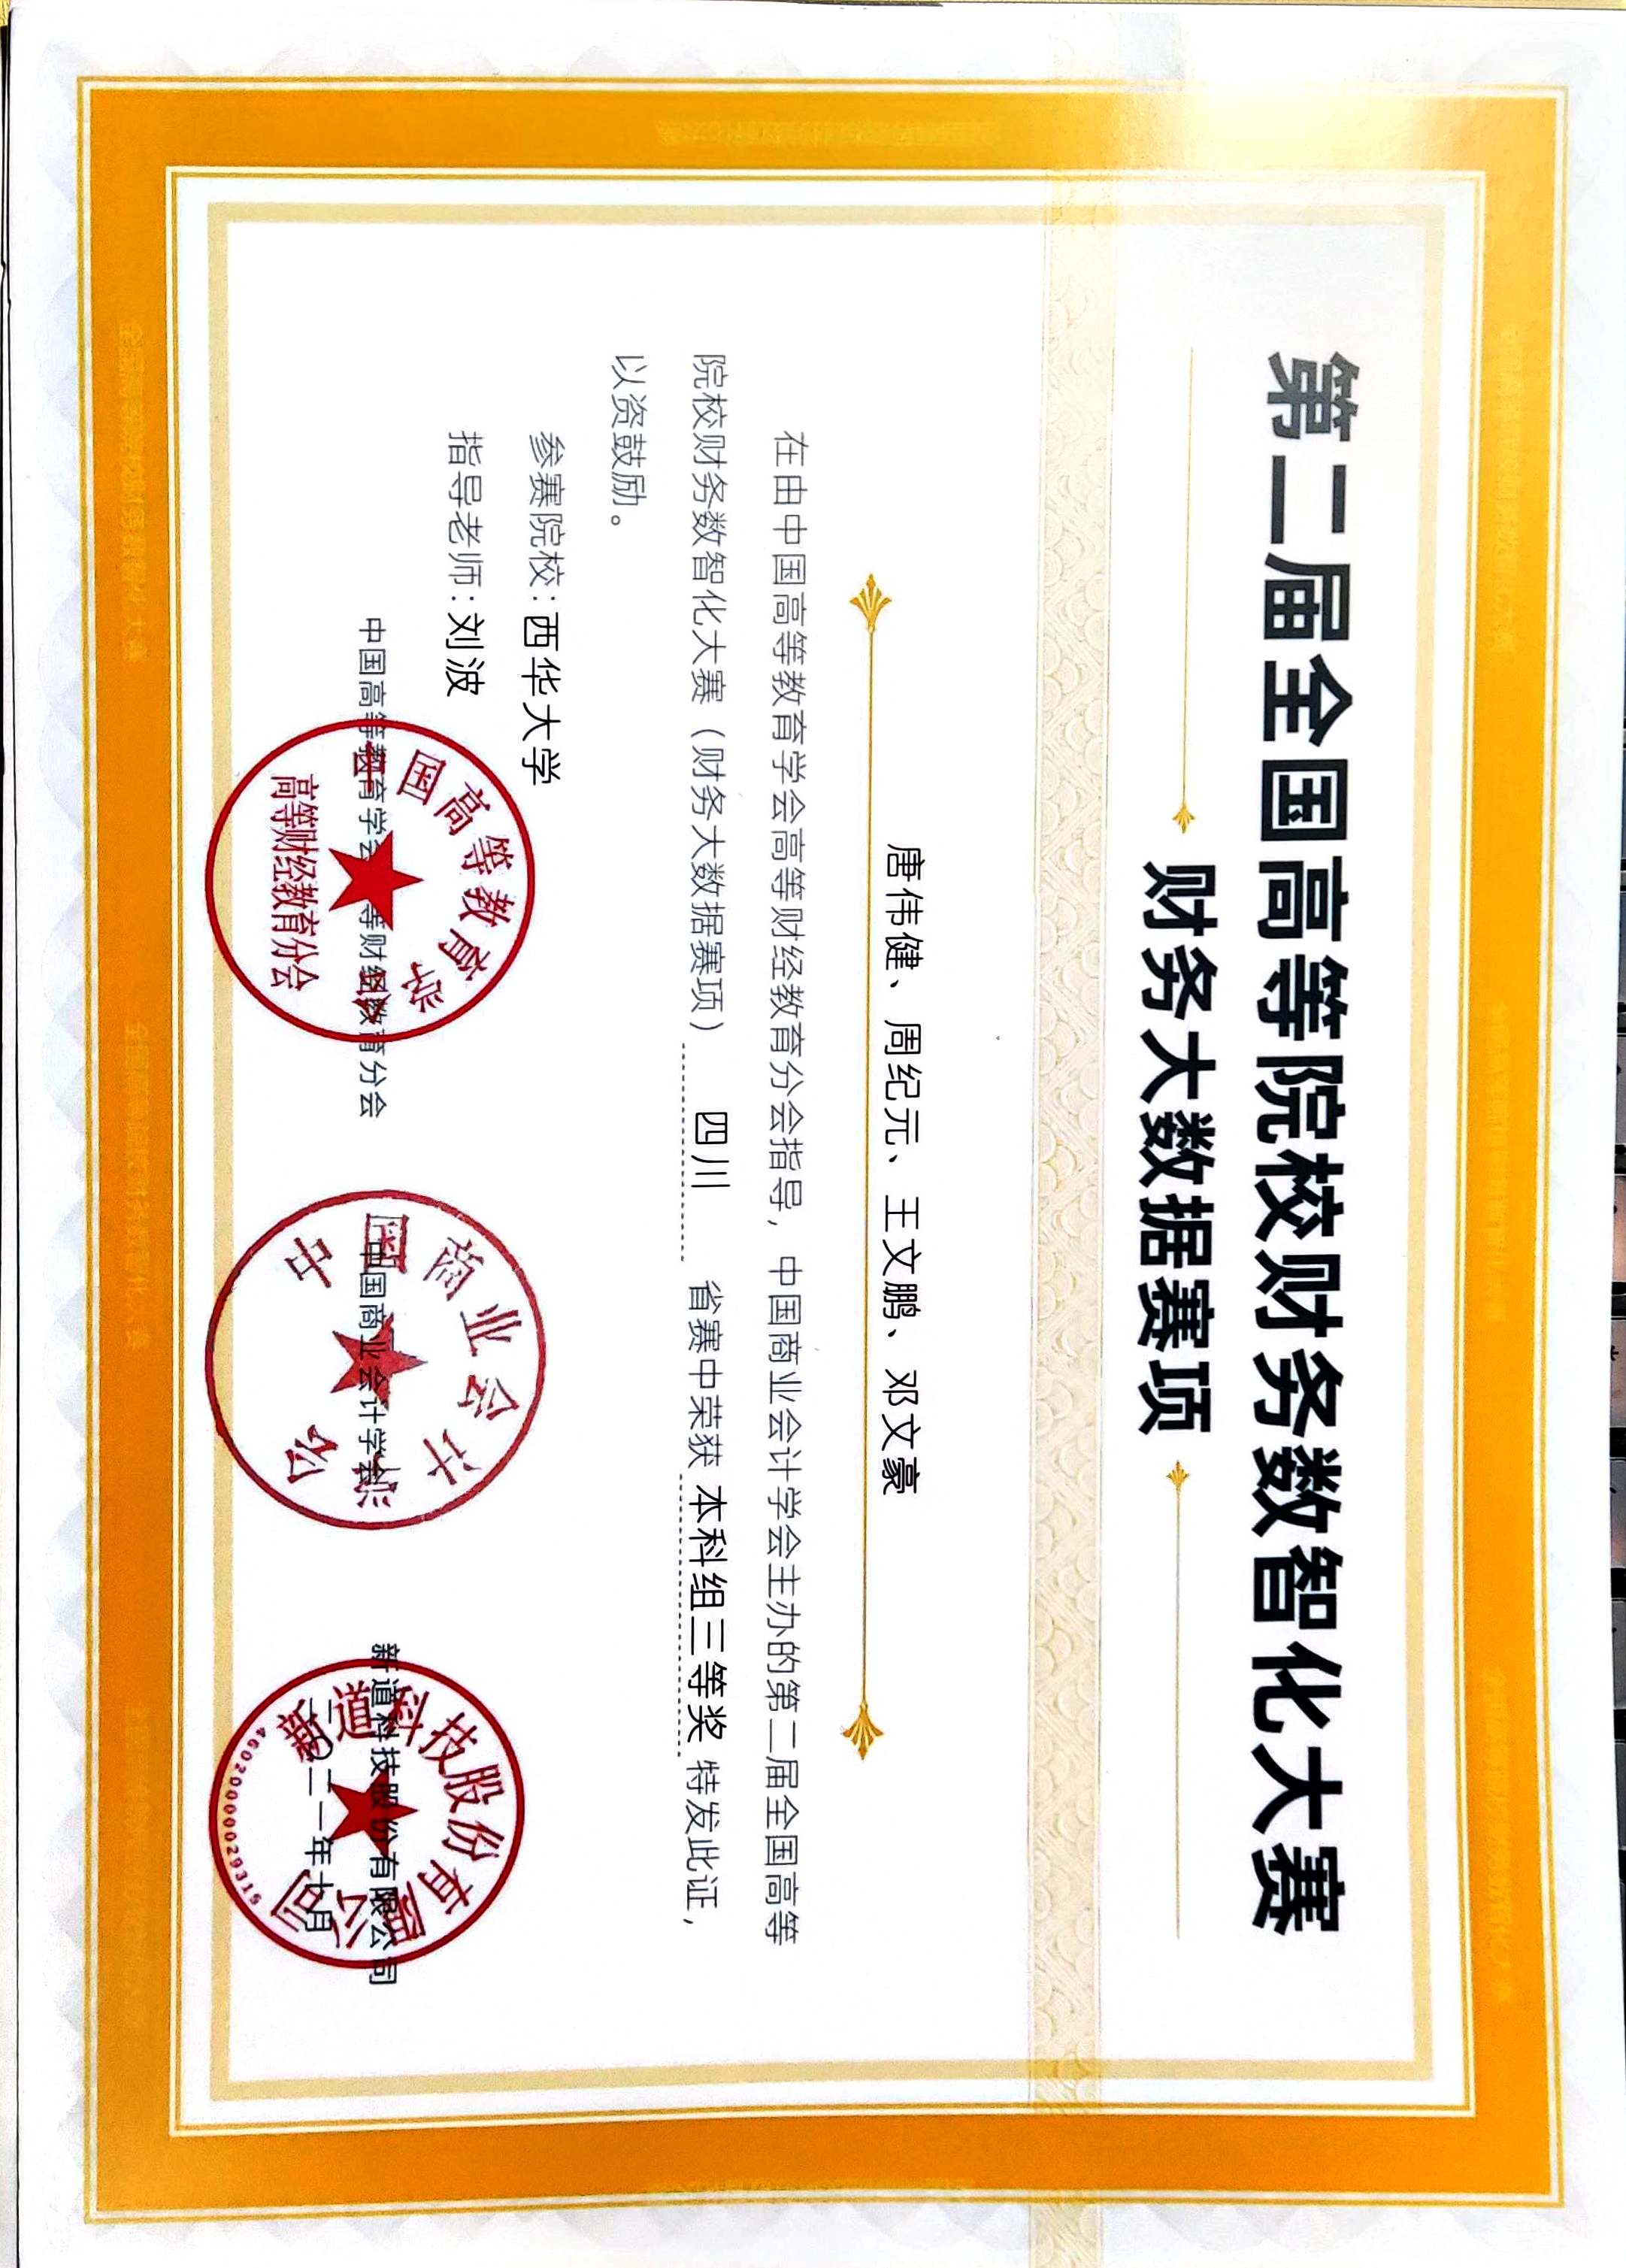 全国高等院校财务数智化大赛
全国高等院校财务数智化大赛
全国高等院校财务数智化大赛
第二届全国高等院校财务数智化大赛
财务大数据赛项
唐伟健、周纪元、王文鹏、邓文豪
在由中国高等教育学会高等财经教育分会指导，中国商业会计学会主办的第二届全国高等
院校财务数智化大赛（财务大数据赛项） 四川 省赛中荣获 本科组三等奖 特发此证，
以资鼓励。
参赛院校：西华大学
指导老师：刘波
中国高等教育学会
高等财经教育分会
中国商业会计学会
新道科技股份有限公司
46020000029315
中国高等教育学会高等财经教育分会
中国商业会计学会
新道科技股份有限公司
二〇二一年十月
全国高等院校财务数智化大赛
全国高等院校财务数智化大赛
全国高等院校财务数智化大赛